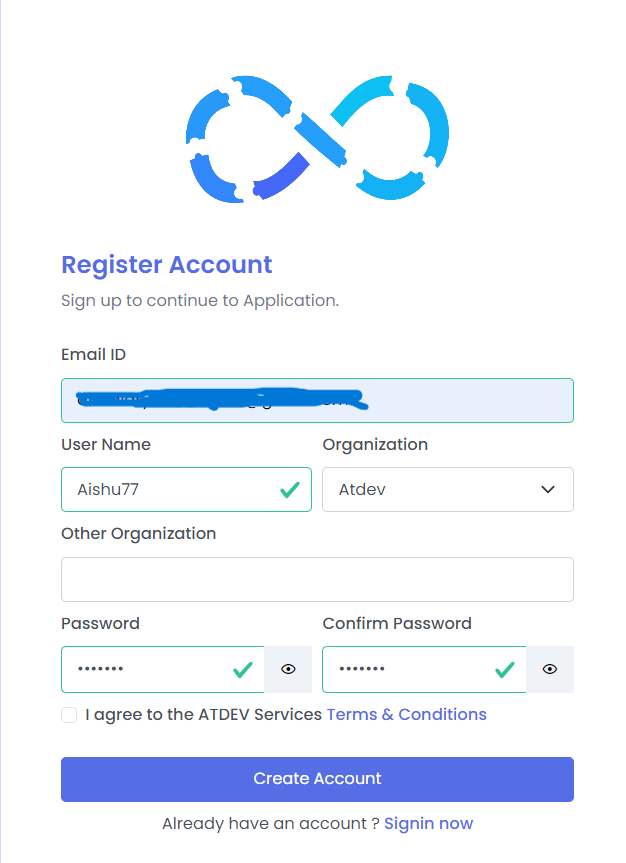 Register Account
Sign up to continue to Application.
Email ID
User Name Organization
Aishu77 Atdev
Other Organization
Password Confirm Password
••••••• •••••••
I agree to the ATDEV Services Terms & Conditions
Create Account
Already have an account ? Signin now